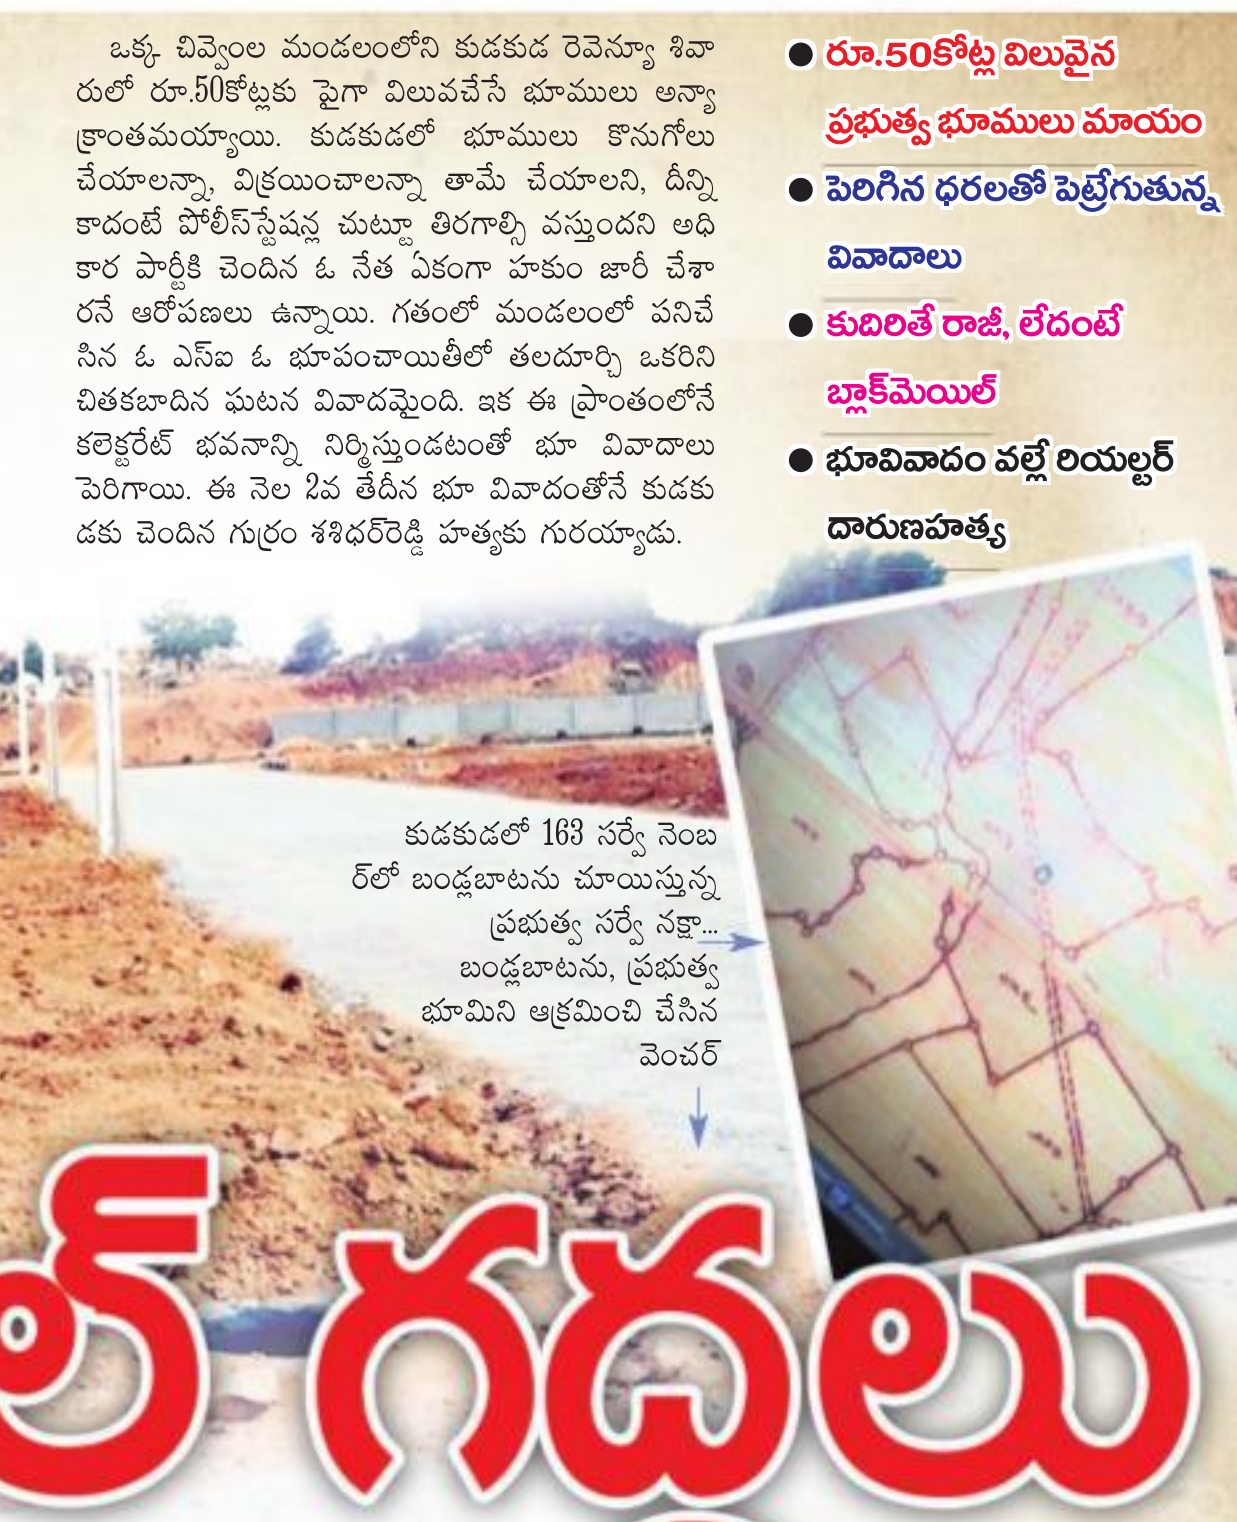 ఒక్క చివ్వెంల మండలంలోని కుడకుడ రెవెన్యూ శివా
రులో రూ.50కోట్లకు పైగా విలువచేసే భూములు అన్యా
క్రాంతమయ్యాయి. కుడకుడలో భూములు కొనుగోలు
చేయాలన్నా, విక్రయించాలన్నా తామే చేయాలని, దీన్ని
కాదంటే పోలీస్‌స్టేషన్ల చుట్టూ తిరగాల్సి వస్తుందని అధి
కార పార్టీకి చెందిన ఓ నేత ఏకంగా హకుం జారీ చేశా
రనే ఆరోపణలు ఉన్నాయి. గతంలో మండలంలో పనిచే
సిన ఓ ఎస్ఐ ఓ భూపంచాయితీలో తలదూర్చి ఒకరిని
చితకబాదిన ఘటన వివాదమైంది. ఇక ఈ ప్రాంతంలోనే
కలెక్టరేట్ భవనాన్ని నిర్మిస్తుండటంతో భూ వివాదాలు
పెరిగాయి. ఈ నెల 2వ తేదీన భూ వివాదంతోనే కుడకు
డకు చెందిన గుర్రం శశిధర్‌రెడ్డి హత్యకు గురయ్యాడు.
● రూ.50కోట్ల విలువైన
ప్రభుత్వ భూములు మాయం
● పెరిగిన ధరలతో పెట్రేగుతున్న
వివాదాలు
● కుదిరితే రాజీ, లేదంటే
బ్లాక్‌మెయిల్
● భూవివాదం వల్లే రియల్టర్
దారుణహత్య
కుడకుడలో 163 సర్వే నెంబ
ర్‌లో బండ్లబాటను చూయిస్తున్న
ప్రభుత్వ సర్వే నక్షా...
బండ్లబాటను, ప్రభుత్వ
భూమిని ఆక్రమించి చేసిన
వెంచర్
ల్ గద్దలు